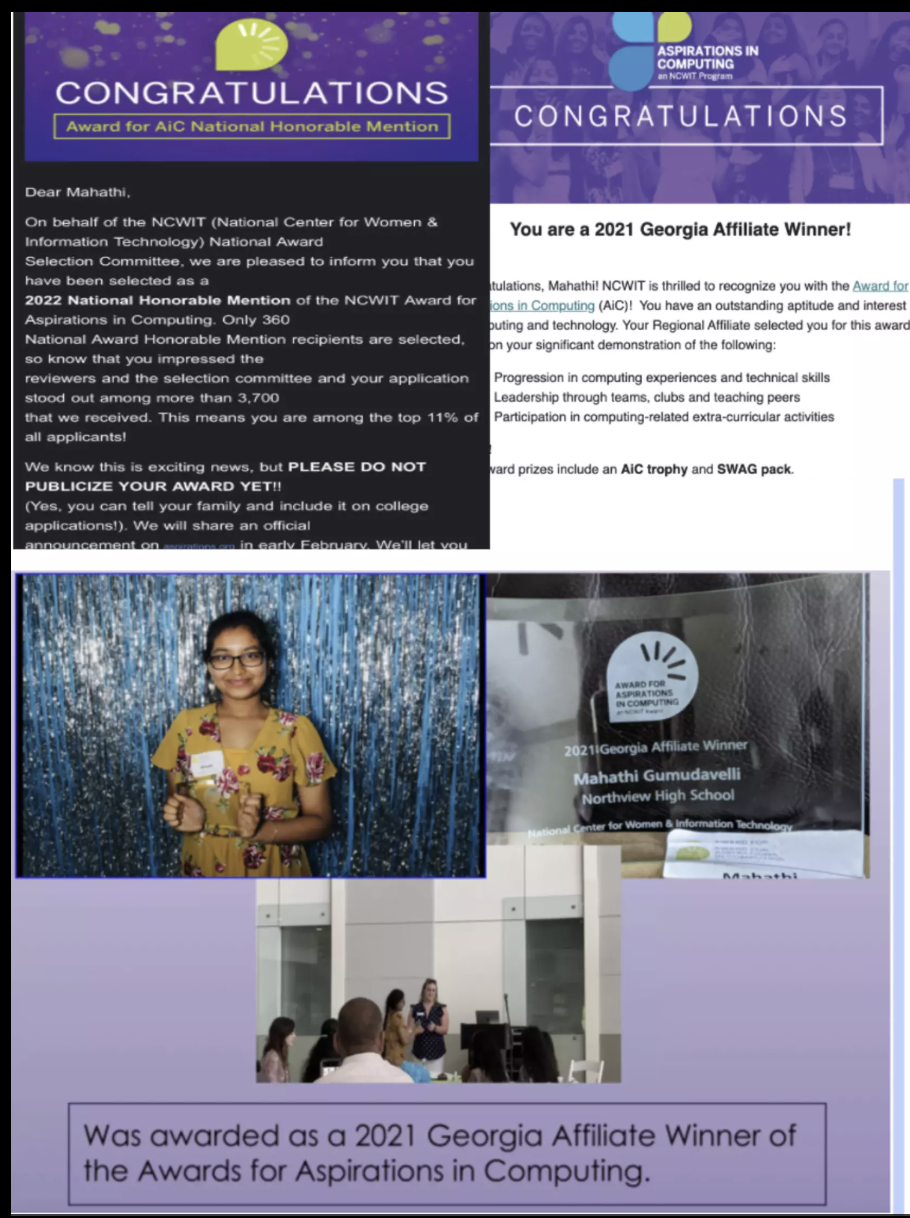 CONGRATULATIONS
Award for AiC National Honorable Mention
Dear Mahathi,
On behalf of the NCWIT (National Center for Women &
Information Technology) National Award
Selection Committee, we are pleased to inform you that you
have been selected as a
2022 National Honorable Mention of the NCWIT Award for
Aspirations in Computing. Only 360
National Award Honorable Mention recipients are selected,
so know that you impressed the
reviewers and the selection committee and your application
stood out among more than 3,700
that we received. This means you are among the top 11% of
all applicants!
We know this is exciting news, but PLEASE DO NOT
PUBLICIZE YOUR AWARD YET!!
(Yes, you can tell your family and include it on college
applications!). We will share an official
announcement on aspirations.org in early February. We'll let you
ASPIRATIONS IN
COMPUTING
an NCWIT Program
CONGRATULATIONS
You are a 2021 Georgia Affiliate Winner!
tulations, Mahathi! NCWIT is thrilled to recognize you with the Award for
ions in Computing (AiC)! You have an outstanding aptitude and interest
puting and technology. Your Regional Affiliate selected you for this award
on your significant demonstration of the following:
Progression in computing experiences and technical skills
Leadership through teams, clubs and teaching peers
Participation in computing-related extra-curricular activities
!
ward prizes include an AiC trophy and SWAG pack.
AWARD FOR
ASPIRATIONS
IN COMPUTING
an NCWIT Award
2021 Georgia Affiliate Winner
Mahathi Gumudavelli
Northview High School
National Center for Women & Information Technology
Mahathi
Was awarded as a 2021 Georgia Affiliate Winner of
the Awards for Aspirations in Computing.